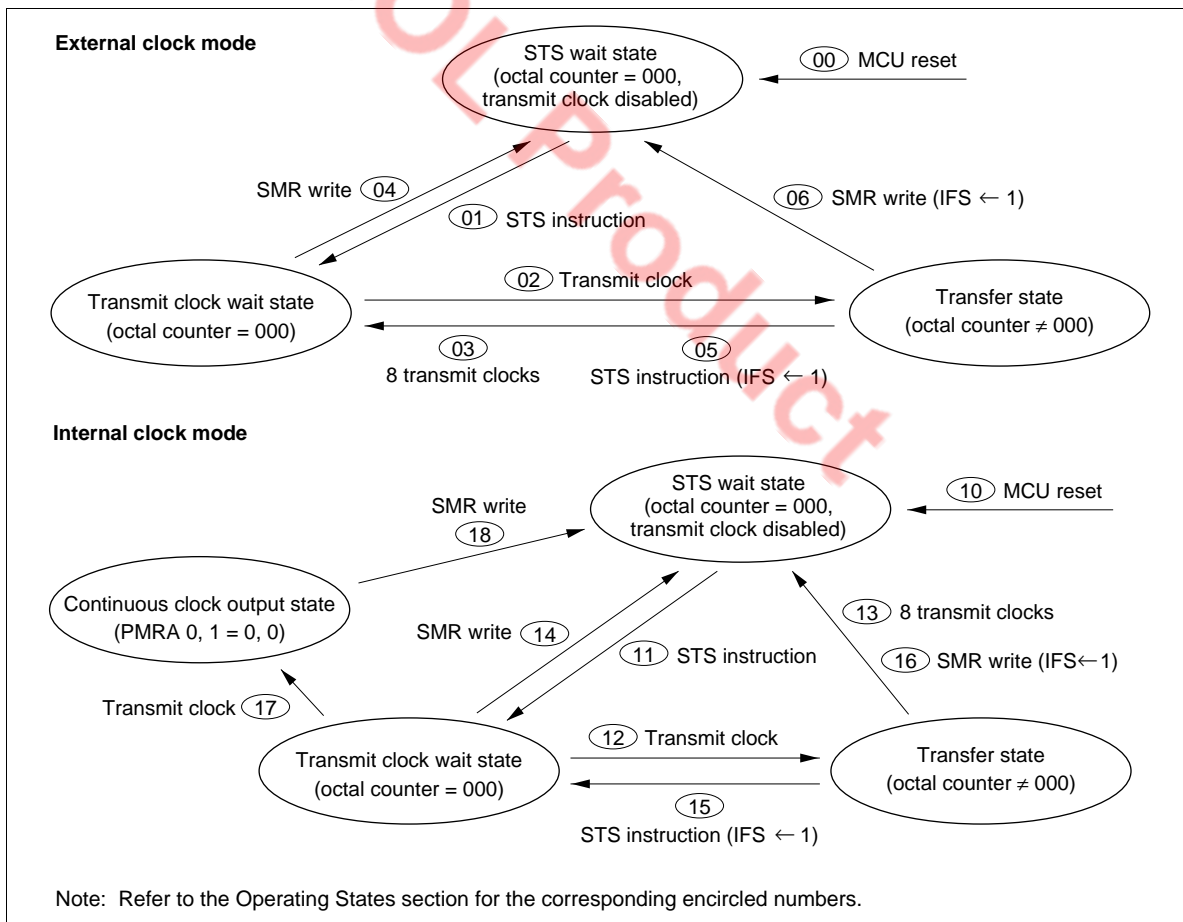 External clock mode
STS wait state
(octal counter = 000,
transmit clock disabled)
00 MCU reset
SMR write 04
01 STS instruction
06 SMR write (IFS ← 1)
Transmit clock wait state
(octal counter = 000)
02 Transmit clock
Transfer state
(octal counter ≠ 000)
03
8 transmit clocks
05
STS instruction (IFS ← 1)
Internal clock mode
STS wait state
(octal counter = 000,
transmit clock disabled)
10 MCU reset
SMR write
18
Continuous clock output state
(PMRA 0, 1 = 0, 0)
SMR write 14
11 STS instruction
13 8 transmit clocks
16 SMR write (IFS← 1)
Transmit clock 17
Transmit clock wait state
(octal counter = 000)
12 Transmit clock
Transfer state
(octal counter ≠ 000)
15
STS instruction (IFS ← 1)
Note: Refer to the Operating States section for the corresponding encircled numbers.
OL Product